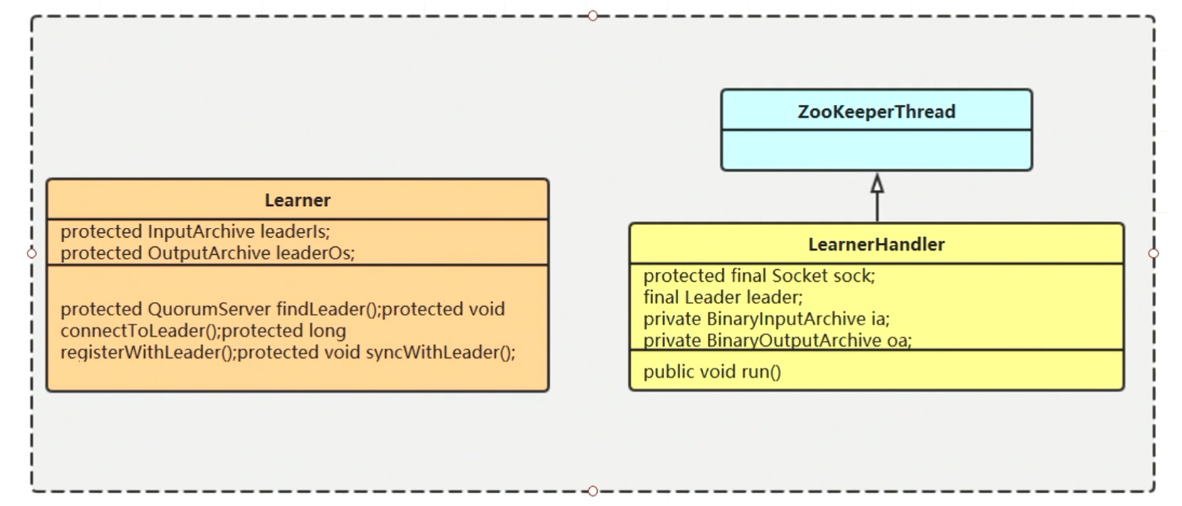 ZooKeeperThread
Learner
protected InputArchive leaderIs;
protected OutputArchive leaderOs;
protected QuorumServer findLeader();protected void
connectToLeader();protected long
registerWithLeader();protected void syncWithLeader();
LearnerHandler
protected final Socket sock;
final Leader leader;
private BinaryInputArchive ia;
private BinaryOutputArchive oa;
public void run()